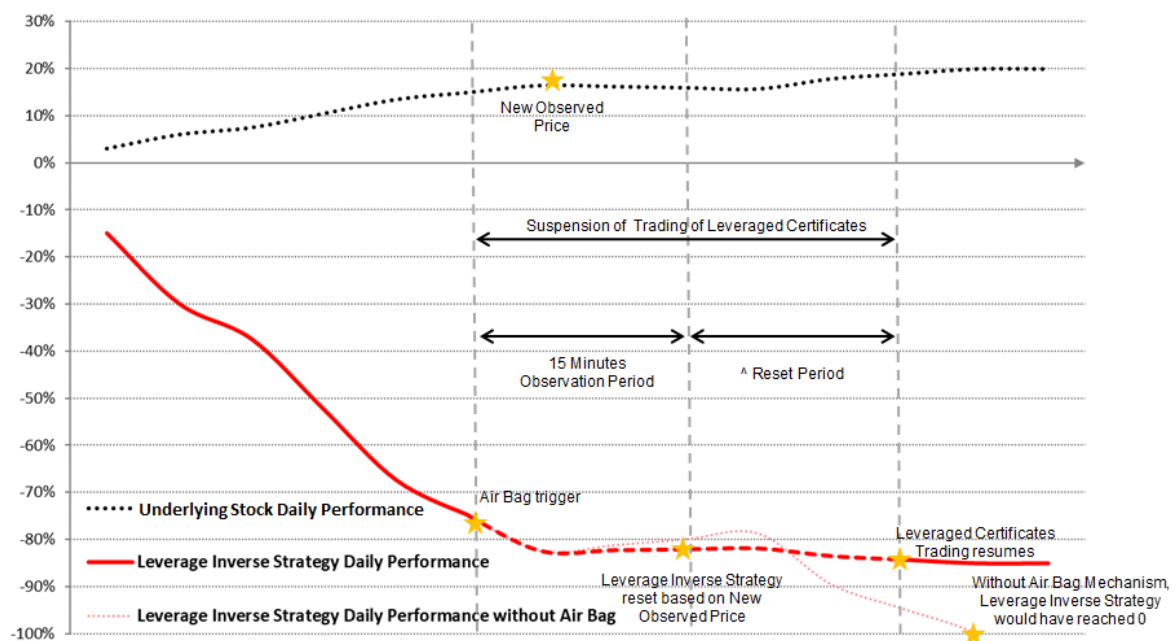 30%
20%
10%
0%
-10%
-20%
-30%
-40%
-50%
-60%
-70%
-80%
-90%
-100%
New Observed
Price
Suspension of Trading of Leveraged Certificates
15 Minutes
Observation Period
^ Reset Period
Air Bag trigger
Underlying Stock Daily Performance
Leverage Inverse Strategy Daily Performance
Leverage Inverse Strategy Daily Performance without Air Bag
Leverage Inverse Strategy
reset based on New
Observed Price
Leveraged Certificates
Trading resumes
Without Air Bag Mechanism,
Leverage Inverse Strategy
would have reached 0